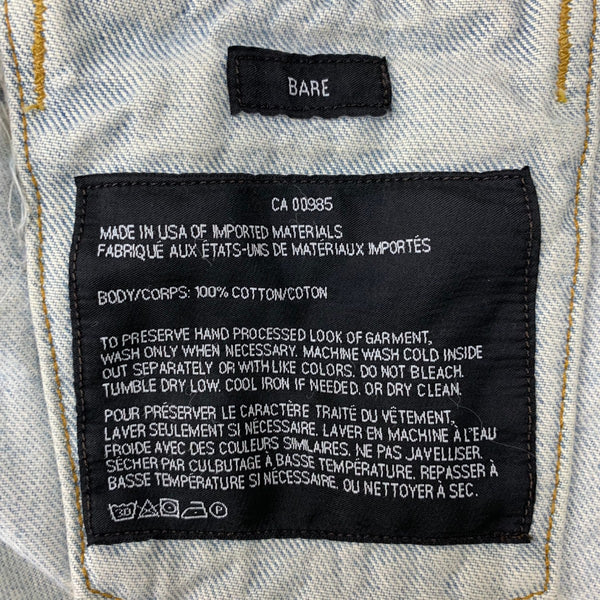 BARE
CA 00985
MADE IN USA OF IMPORTED MATERIALS
FABRIQUÉ AUX ÉTATS-UNIS DE MATERIAUX IMPORTÉS
BODY/CORPS: 100% COTTON/COTON
TO PRESERVE HAND PROCESSED LOOK OF GARMENT,
WASH ONLY WHEN NECESSARY. MACHINE WASH COLD INSIDE
OUT SEPARATELY OR WITH LIKE COLORS. DO NOT BLEACH.
TUMBLE DRY LOW. COOL IRON IF NEEDED. OR DRY CLEAN.
POUR PRÉSERVER LE CARACTÈRE TRAITÉ DU VÊTEMENT,
LAVER SEULEMENT SI NÉCESSAIRE. LAVER EN MACHINE À L'EAU
FROIDE AVEC DES COULEURS SIMILAIRES. NE PAS JAVELLISER.
SÉCHER PAR CULBUTAGE À BASSE TEMPÉRATURE. REPASSER À
BASSE TEMPÉRATURE SI NÉCESSAIRE. OU NETTOYER À SEC.